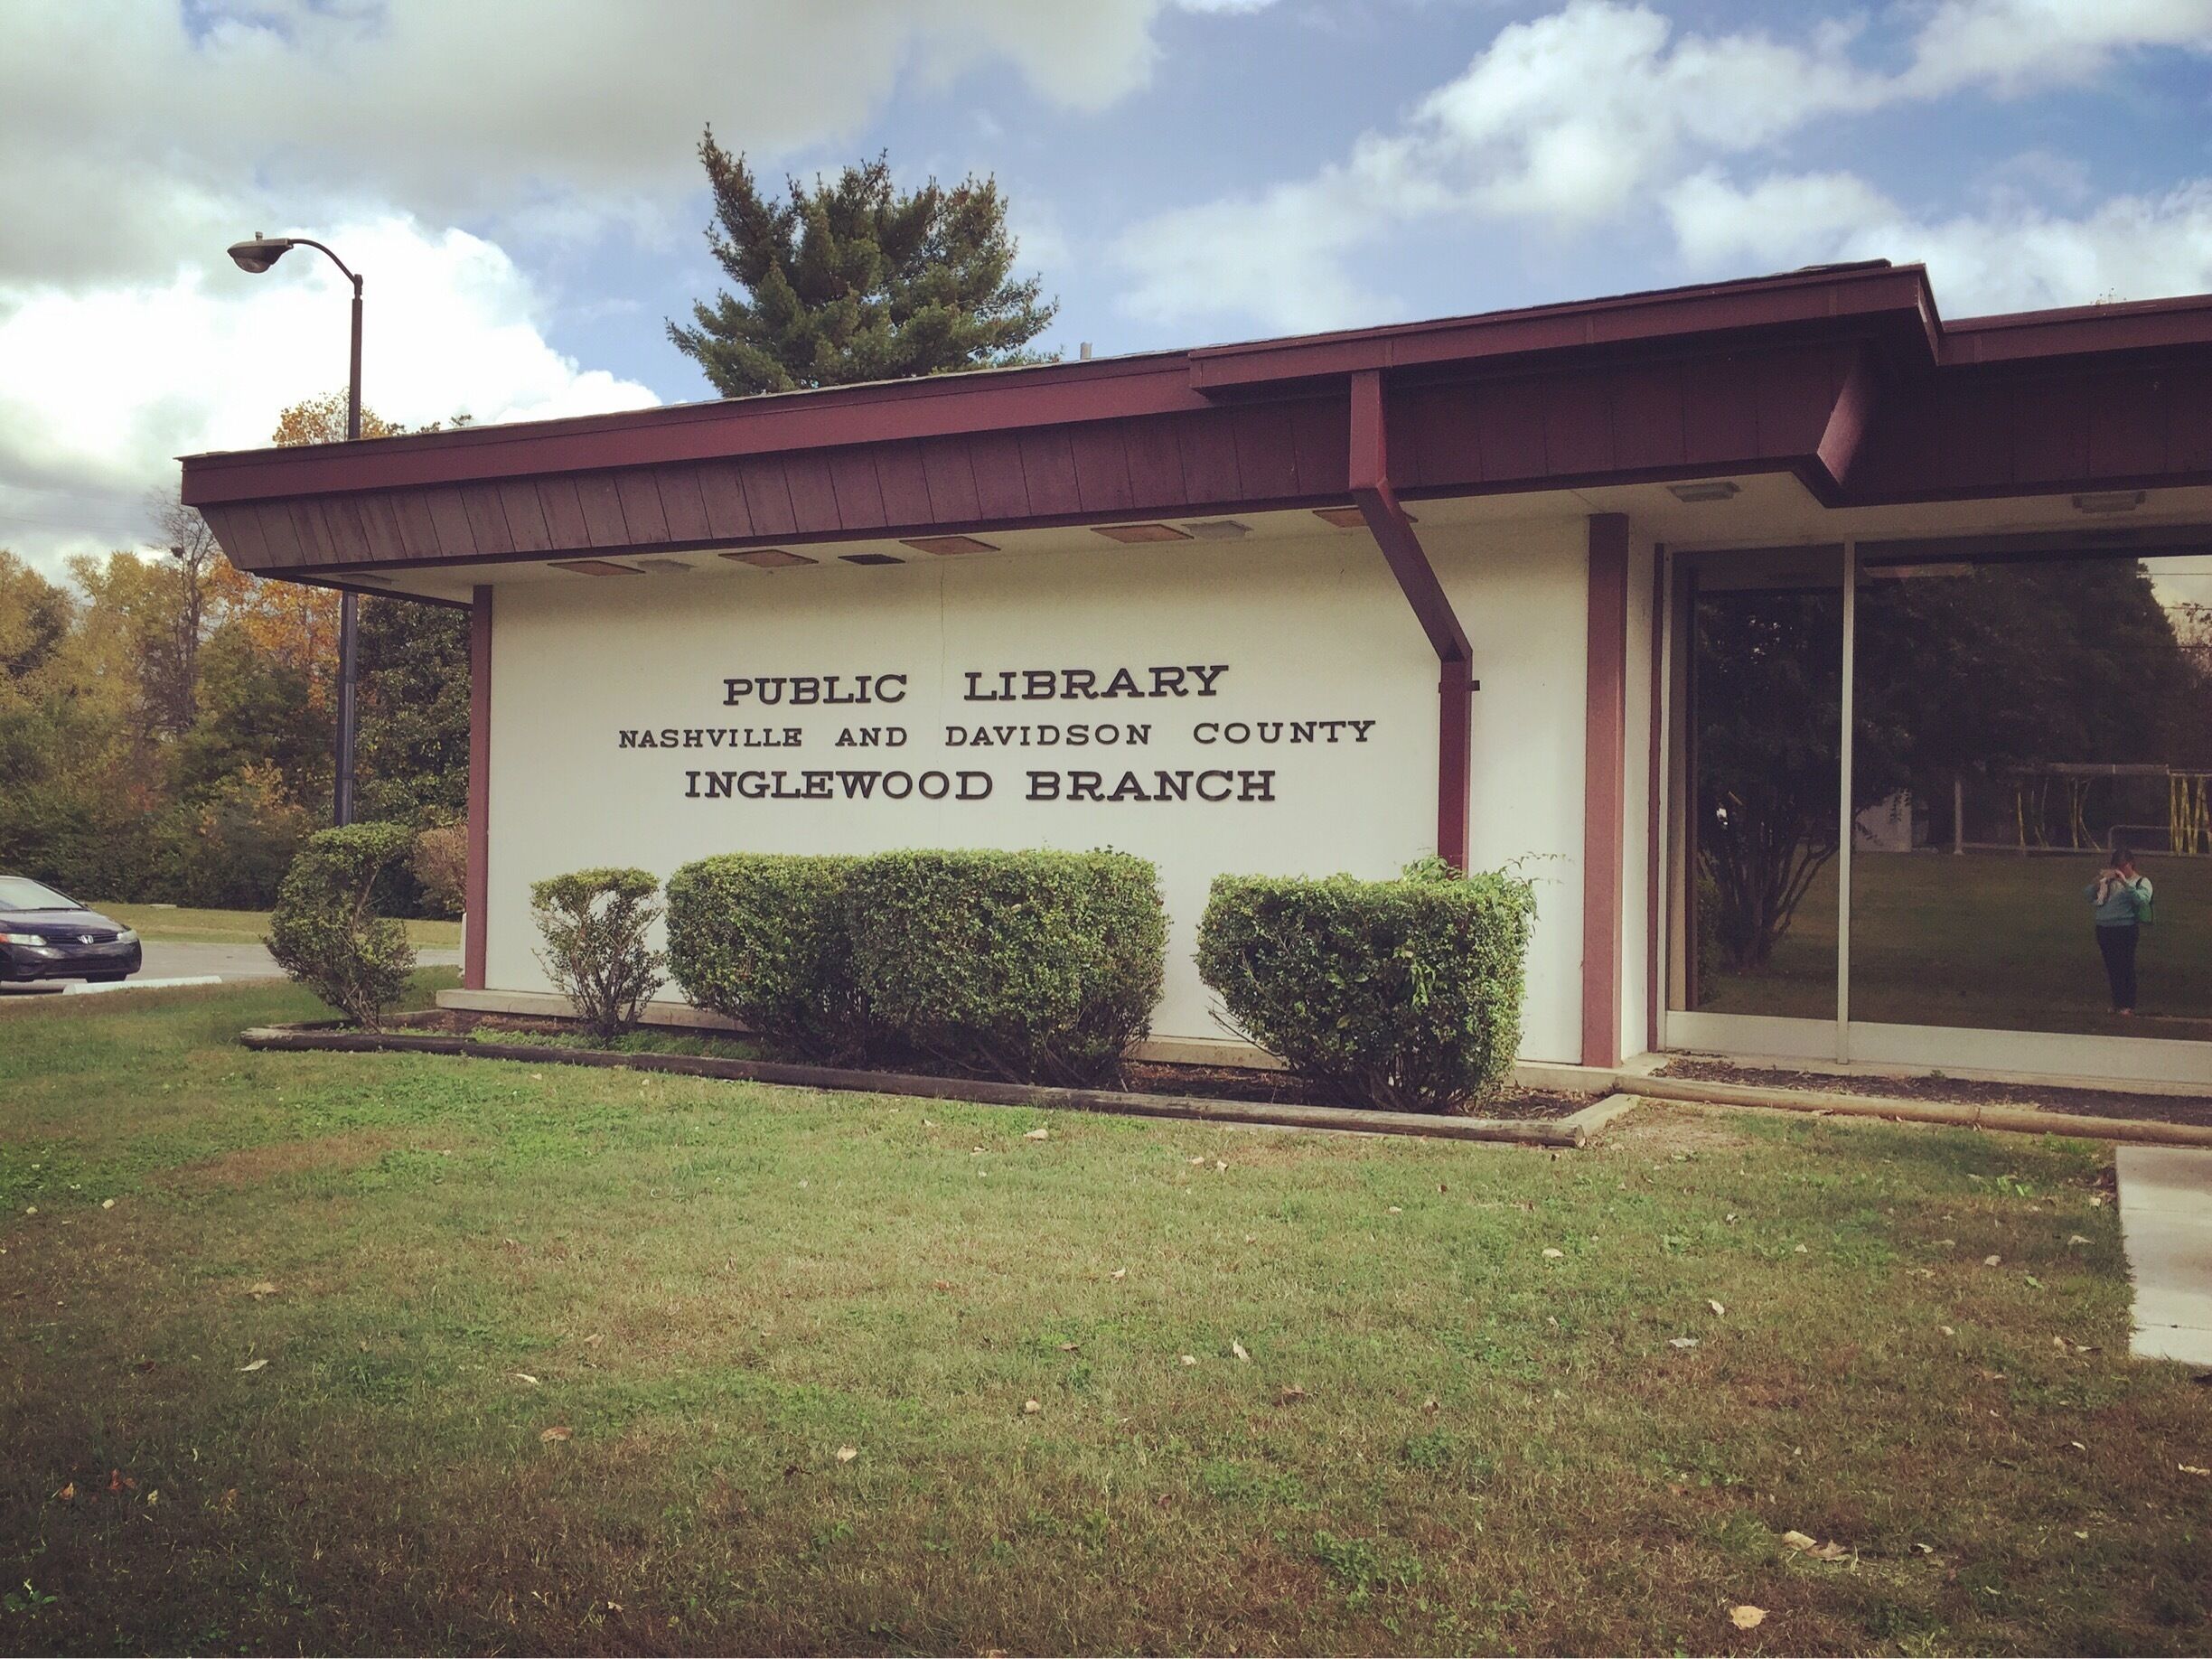 PUBLIC LIBRARY
NASHVILLE AND DAVIDSON COUNTY
INGLEWOOD BRANCH